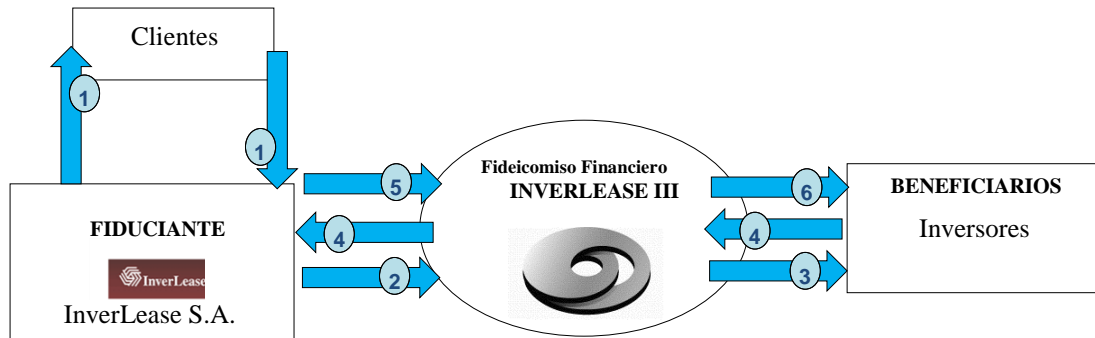 Clientes
1
1
Fideicomiso Financiero
INVERLEASE III
5
6
BENEFICIARIOS
FIDUCIANTE
4
4
Inversores
InverLease
2
3
InverLease S.A.